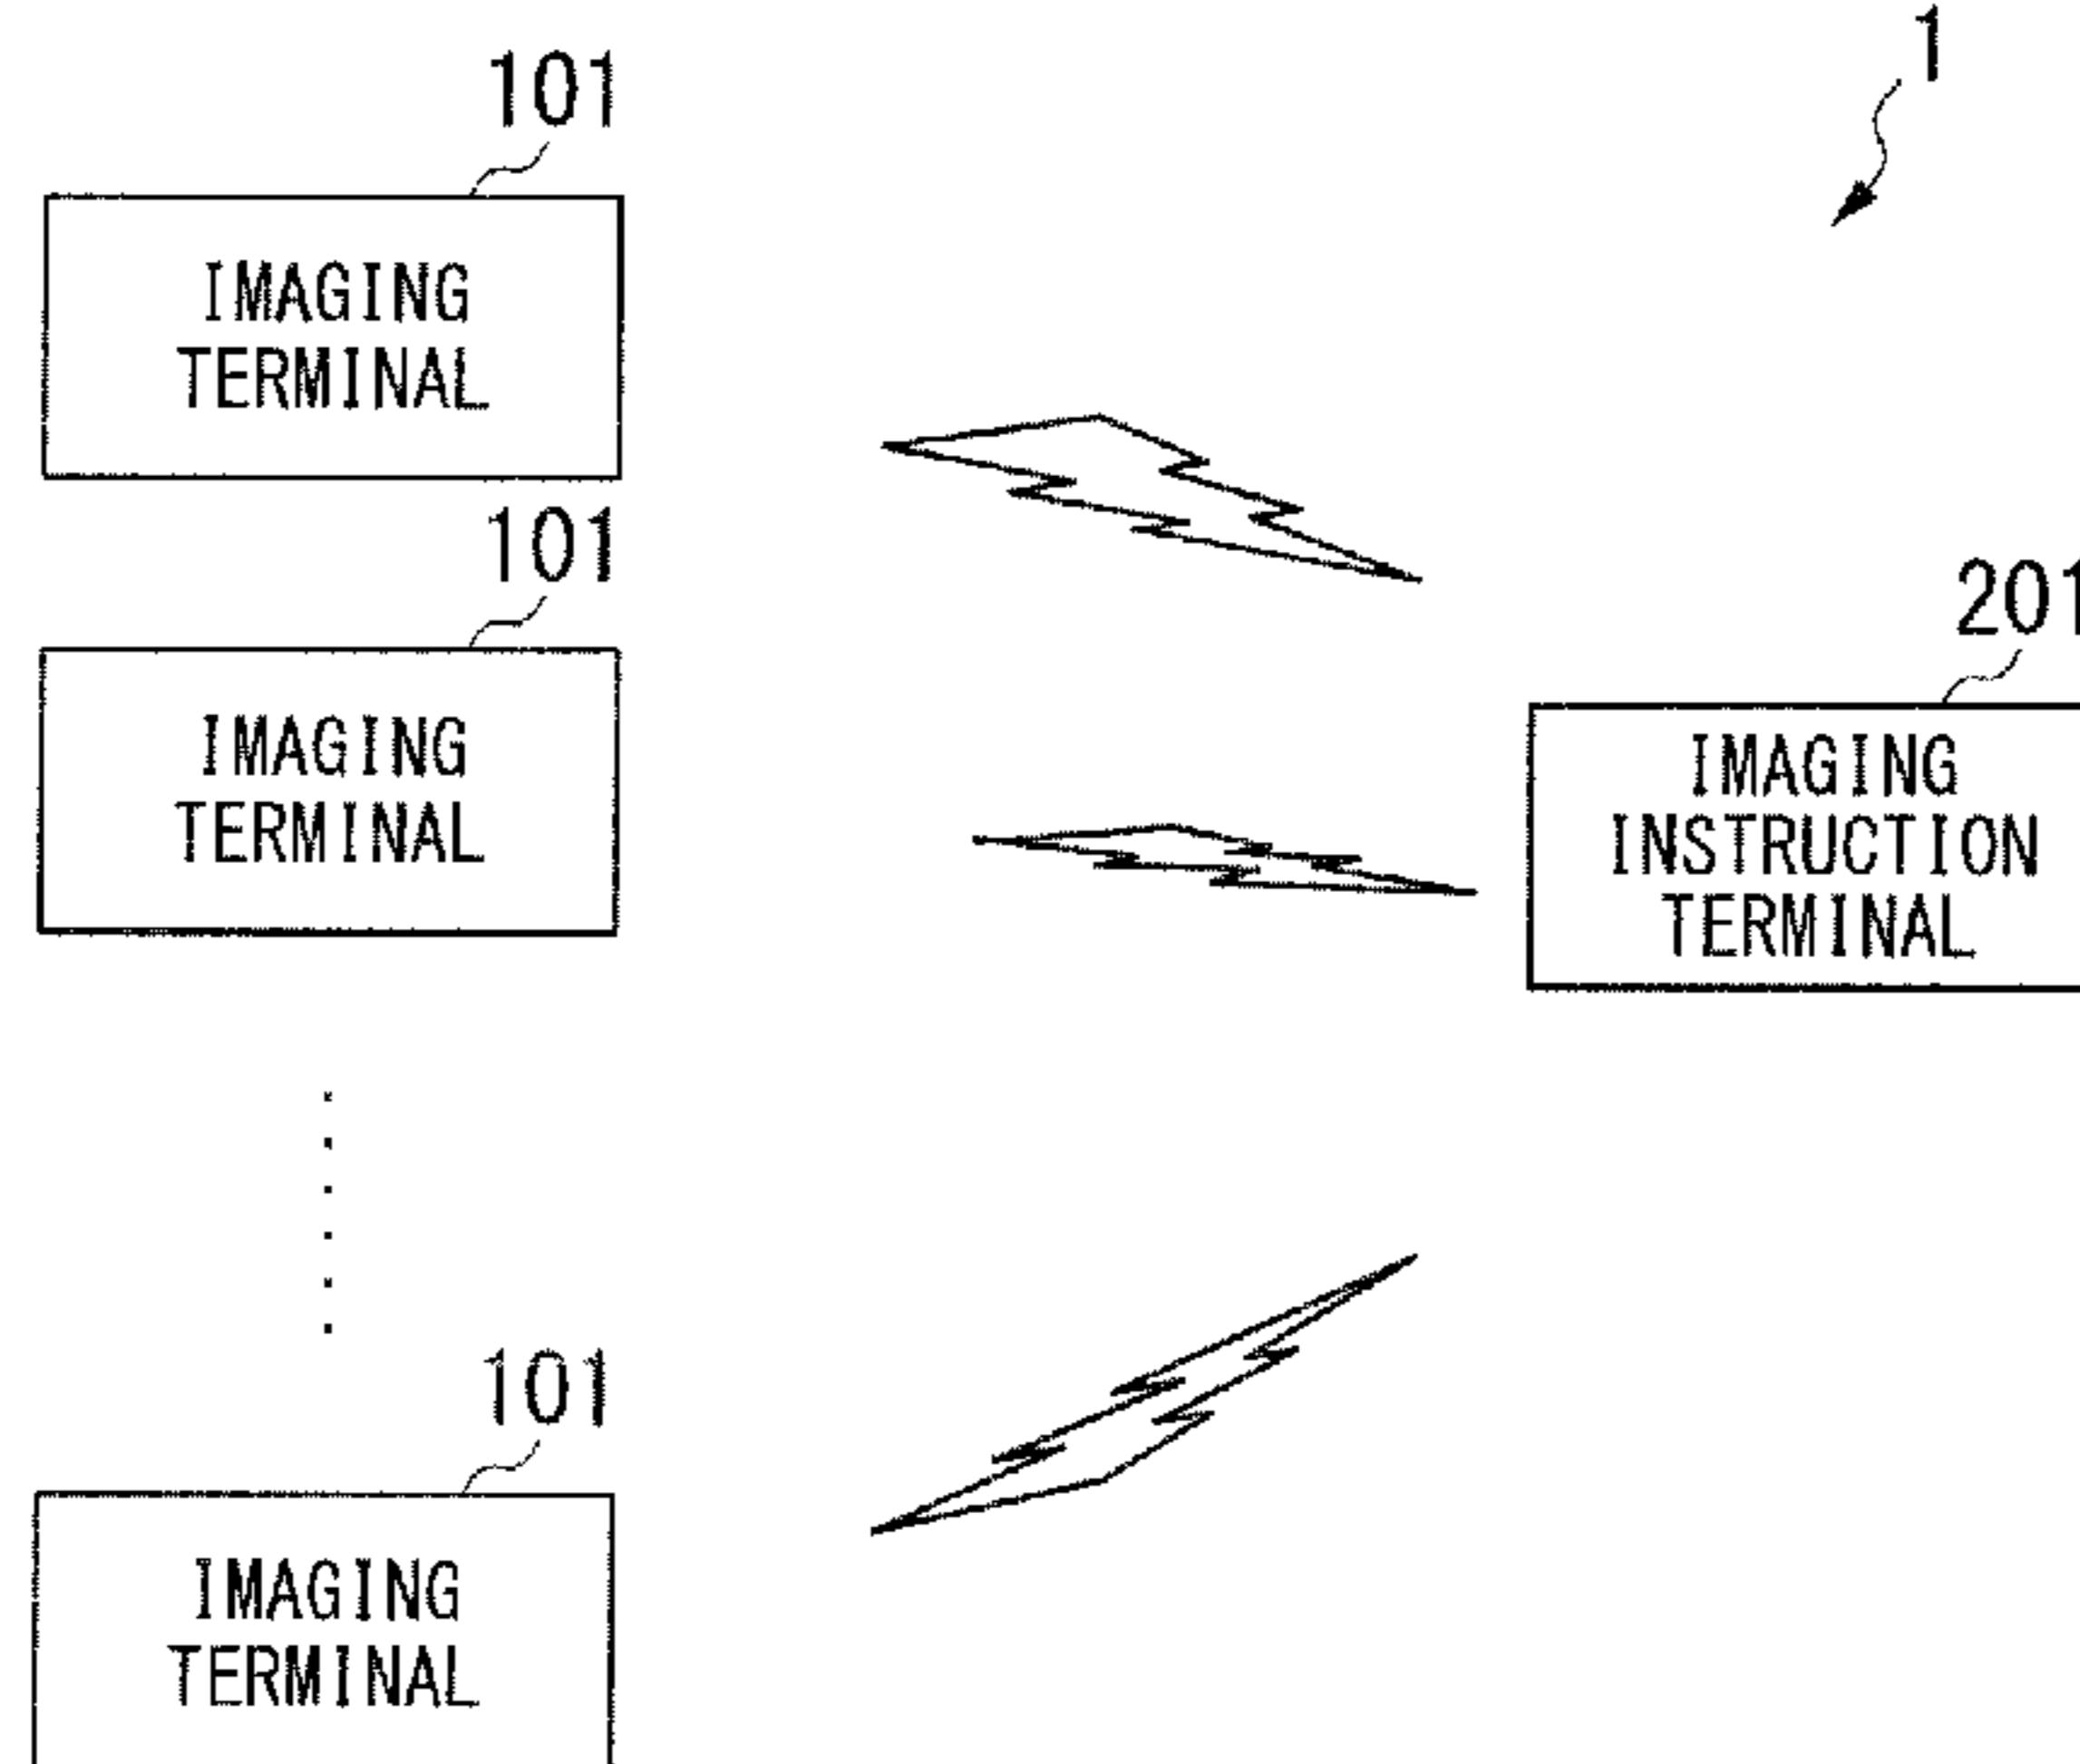 1
101
IMAGING
TERMINAL
101
IMAGING
TERMINAL
201
IMAGING
INSTRUCTION
TERMINAL
101
IMAGING
TERMINAL